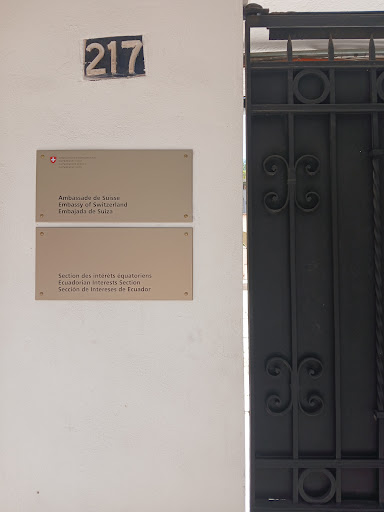 217
Ambassade de Suisse
Embassy of Switzerland
Embajada de Suiza
Section des intérêts équatoriens
Ecuadorian Interests Section
Sección de Intereses de Ecuador